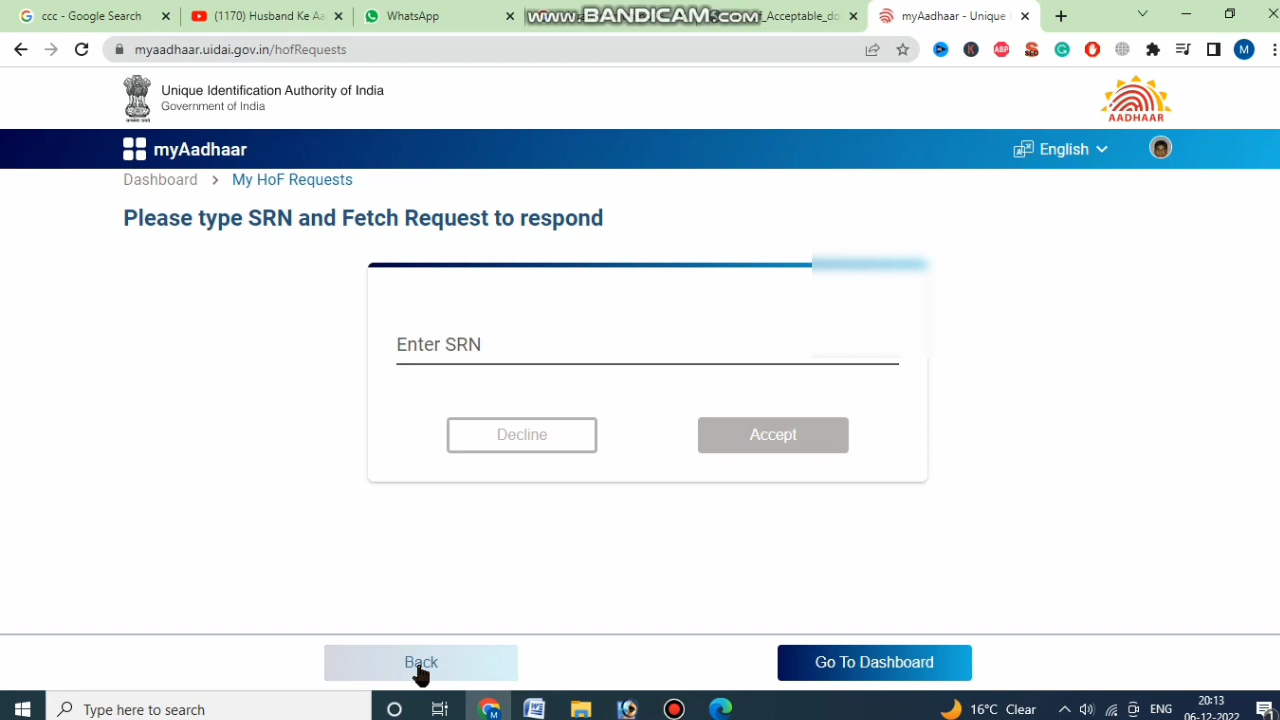 ccc - Google Search
(1170) Husband Ke Aa
WhatsApp
WWW.BANDICAM.COM
_Acceptable_do
myAadhaar - Unique
myaadhaar.uidai.gov.in/hofRequests
ABP
SEO
M
Unique Identification Authority of India
Government of India
AADHAAR
myAadhaar
English
Dashboard > My HoF Requests
Please type SRN and Fetch Request to respond
Enter SRN
Decline
Accept
Back
Go To Dashboard
Type here to search
16°C Clear
ENG
20:13
06-12-2022